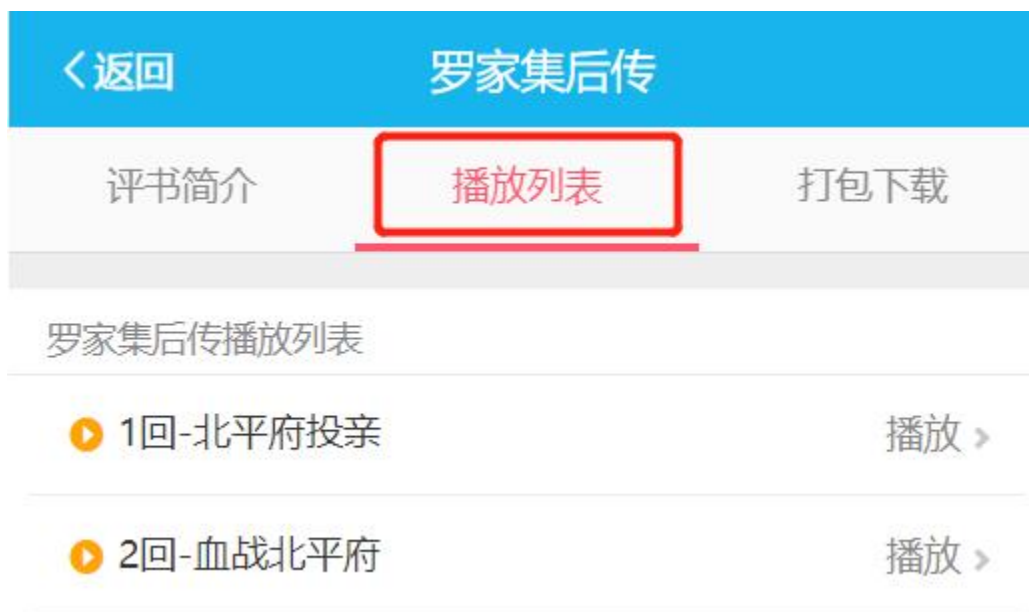 返回 罗家集后传
评书简介 播放列表 打包下载
罗家集后传播放列表
1回-北平府投亲 播放
2回-血战北平府 播放